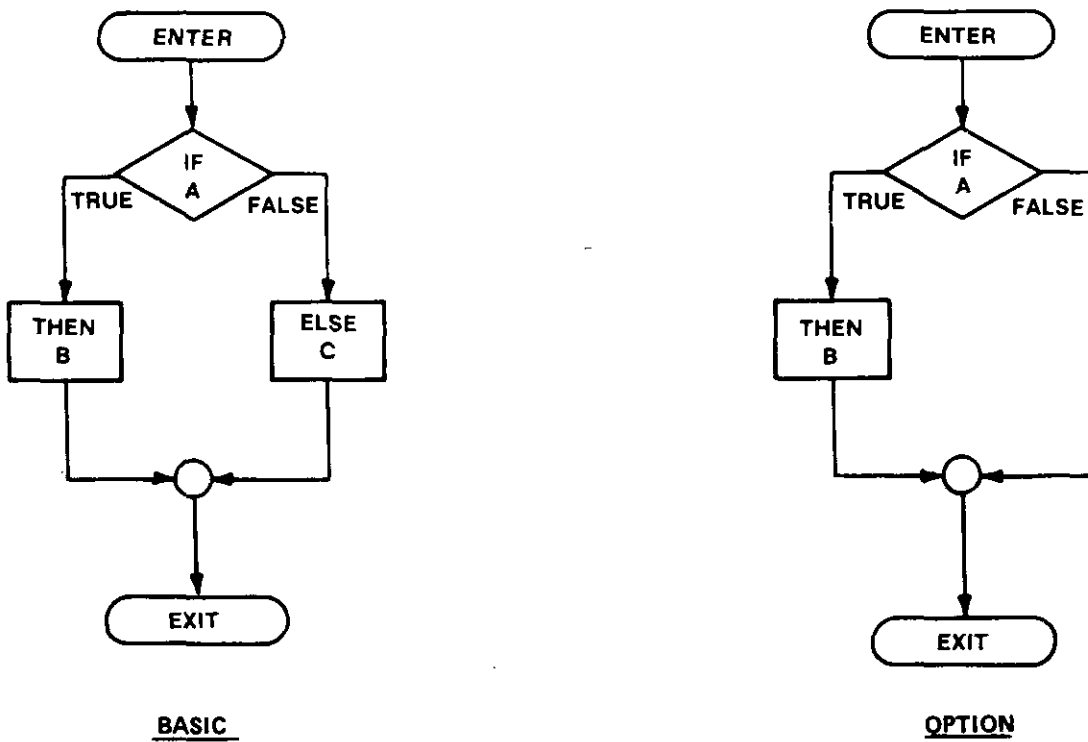 ENTER
IF
A
TRUE
FALSE
THEN
B
ELSE
C
EXIT
BASIC
ENTER
IF
A
TRUE
FALSE
THEN
B
EXIT
OPTION